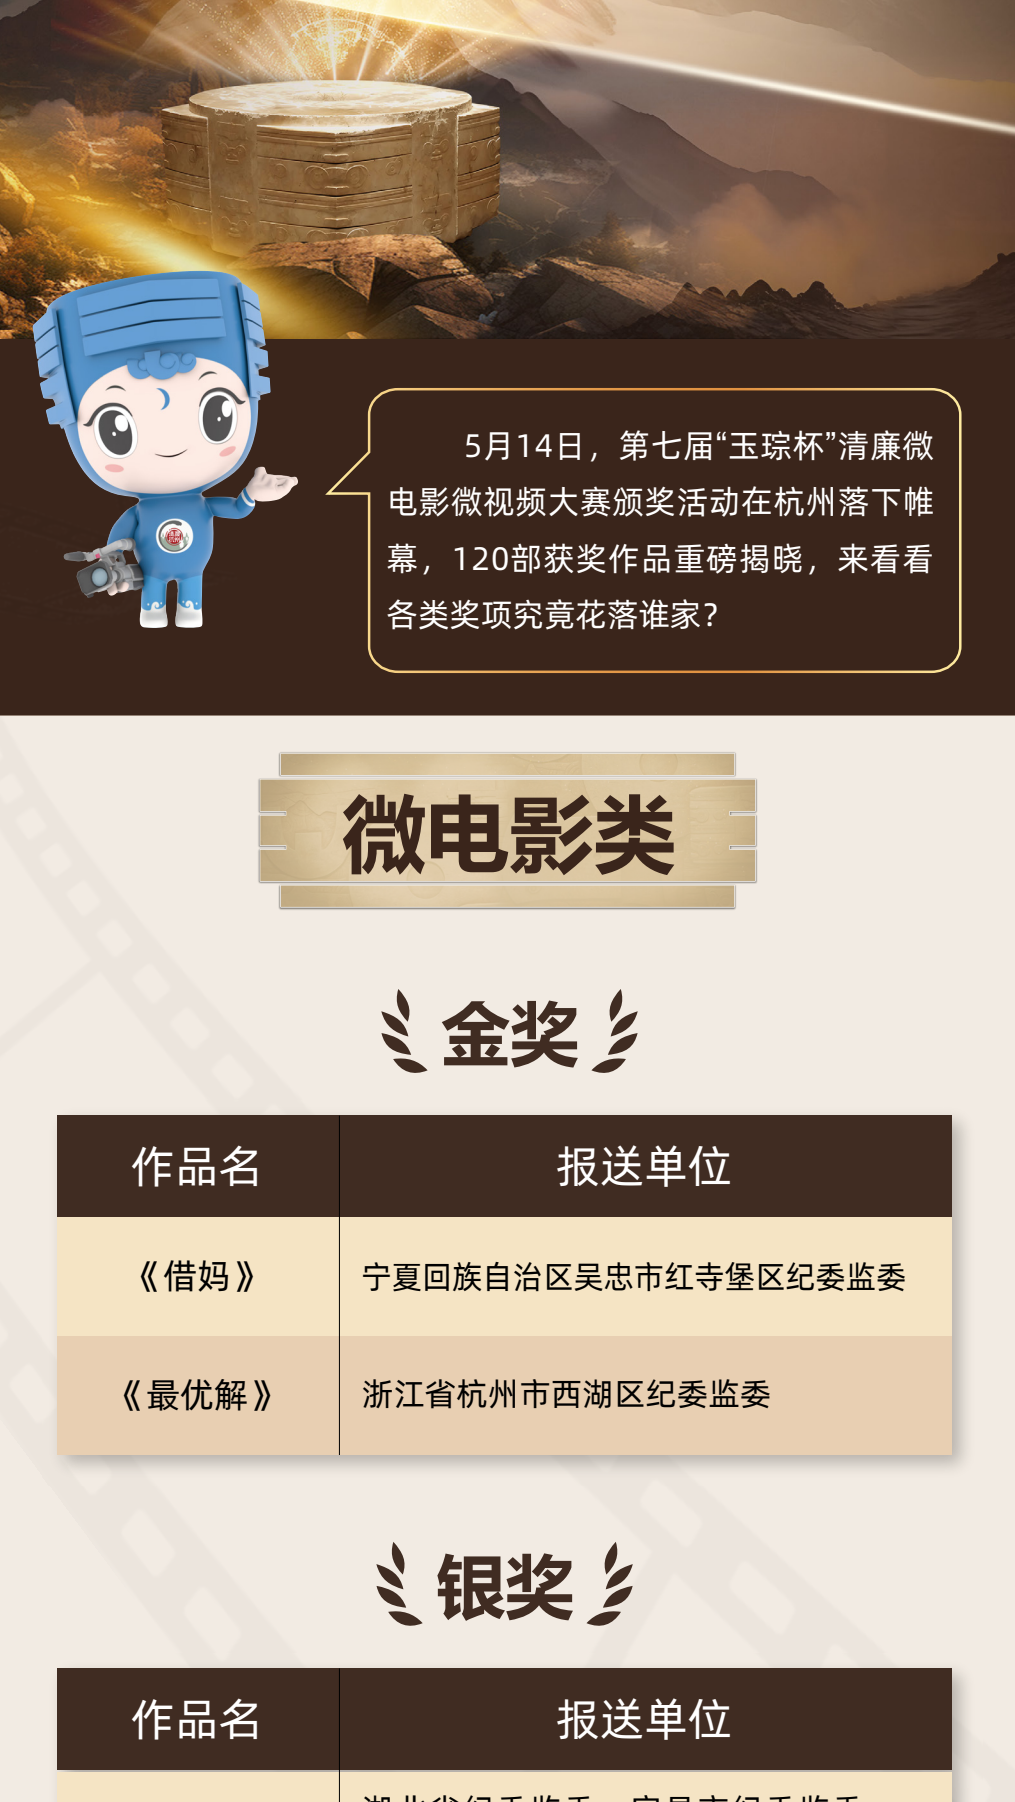 5月14日，第七届“玉琮杯”清廉微
电影微视频大赛颁奖活动在杭州落下帷
幕，120部获奖作品重磅揭晓，来看看
各类奖项究竟花落谁家？
微电影类
金奖
作品名 报送单位
《借妈》 宁夏回族自治区吴忠市红寺堡区纪委监委
《最优解》 浙江省杭州市西湖区纪委监委
银奖
作品名 报送单位